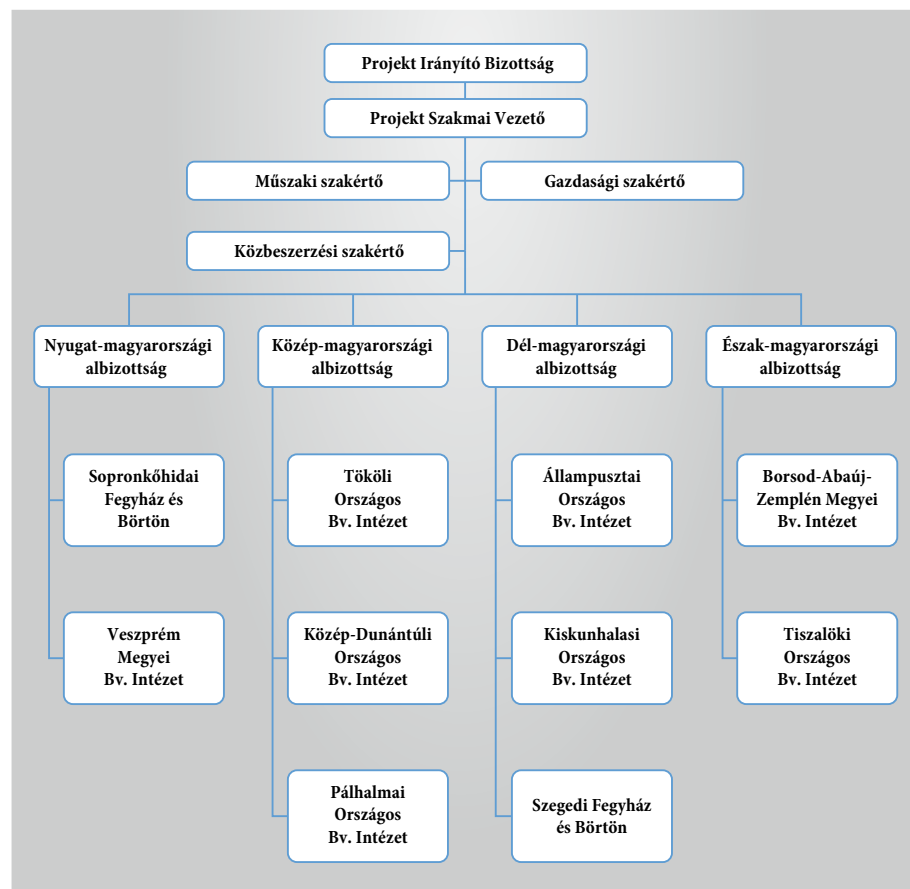 Projekt Irányító Bizottság
Projekt Szakmai Vezető
Műszaki szakértő
Gazdasági szakértő
Közbeszerzési szakértő
Nyugat-magyarországi
albizottság
Közép-magyarországi
albizottság
Dél-magyarországi
albizottság
Észak-magyarországi
albizottság
Sopronkőhidai
Fegyház és
Börtön
Tököli
Országos
Bv. Intézet
Állampusztai
Országos
Bv. Intézet
Borsod-Abaúj-
Zemplén Megyei
Bv. Intézet
Veszprém
Megyei
Bv. Intézet
Közép-Dunántúli
Országos
Bv. Intézet
Kiskunhalasi
Országos
Bv. Intézet
Tiszalöki
Országos
Bv. Intézet
Pálhalmai
Országos
Bv. Intézet
Szegedi Fegyház
és Börtön